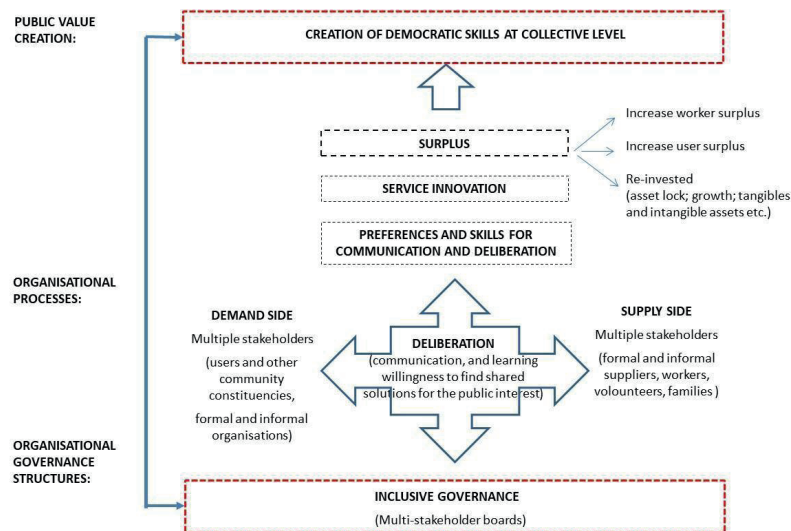 PUBLIC VALUE
CREATION:
CREATION OF DEMOCRATIC SKILLS AT COLLECTIVE LEVEL
SURPLUS
Increase worker surplus
Increase user surplus
Re-invested
(asset lock; growth; tangibles
and intangible assets etc.)
SERVICE INNOVATION
PREFERENCES AND SKILLS FOR
COMMUNICATION AND DELIBERATION
ORGANISATIONAL
PROCESSES:
DEMAND SIDE
Multiple stakeholders
(users and other
community
constituencies,
formal and informal
organisations)
DELIBERATION
(communication, and learning
willingness to find shared
solutions for the public interest)
SUPPLY SIDE
Multiple stakeholders
(formal and informal
suppliers, workers,
volounteers, families )
ORGANISATIONAL
GOVERNANCE
STRUCTURES:
INCLUSIVE GOVERNANCE
(Multi-stakeholder boards)